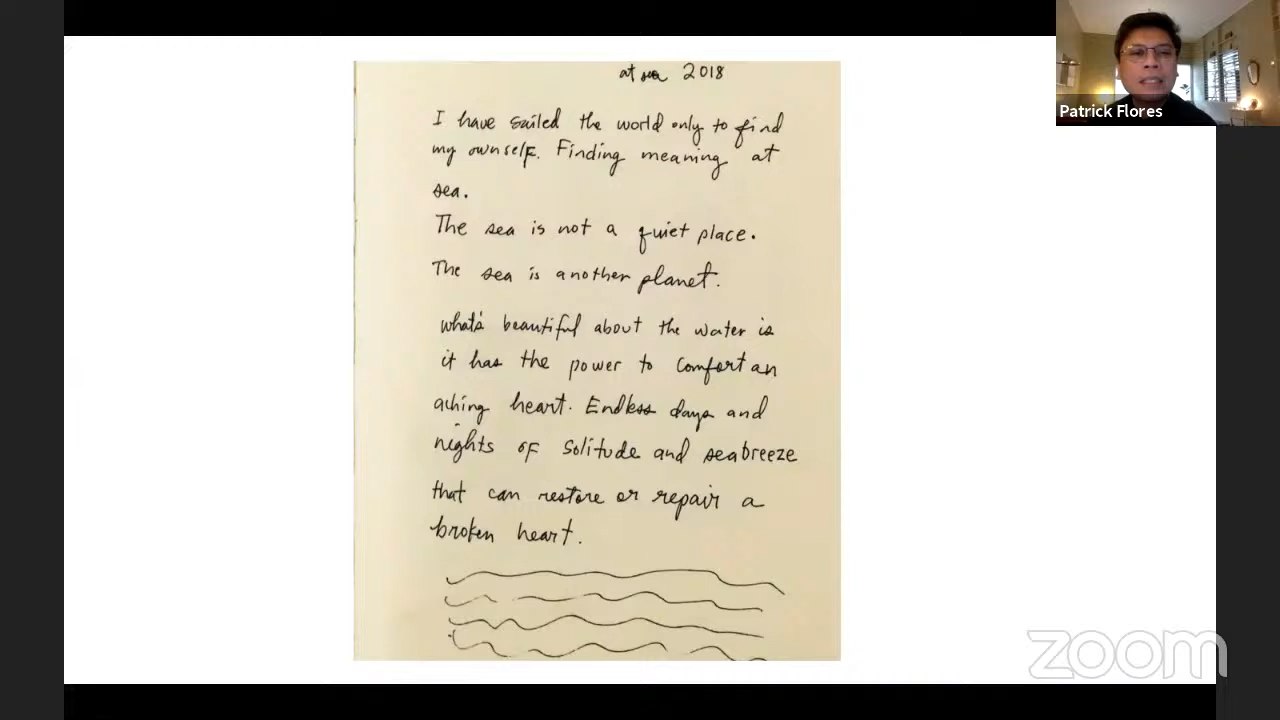 at sea 2018
I have sailed the world only to find
my ownself. Finding meaning at
sea.
The sea is not a quiet place.
The sea is another planet.
what's beautiful about the water is
it has the power to comfort an
aching heart. Endless days and
nights of solitude and seabreeze
that can restore or repair a
broken heart.
Patrick Flores
zoom